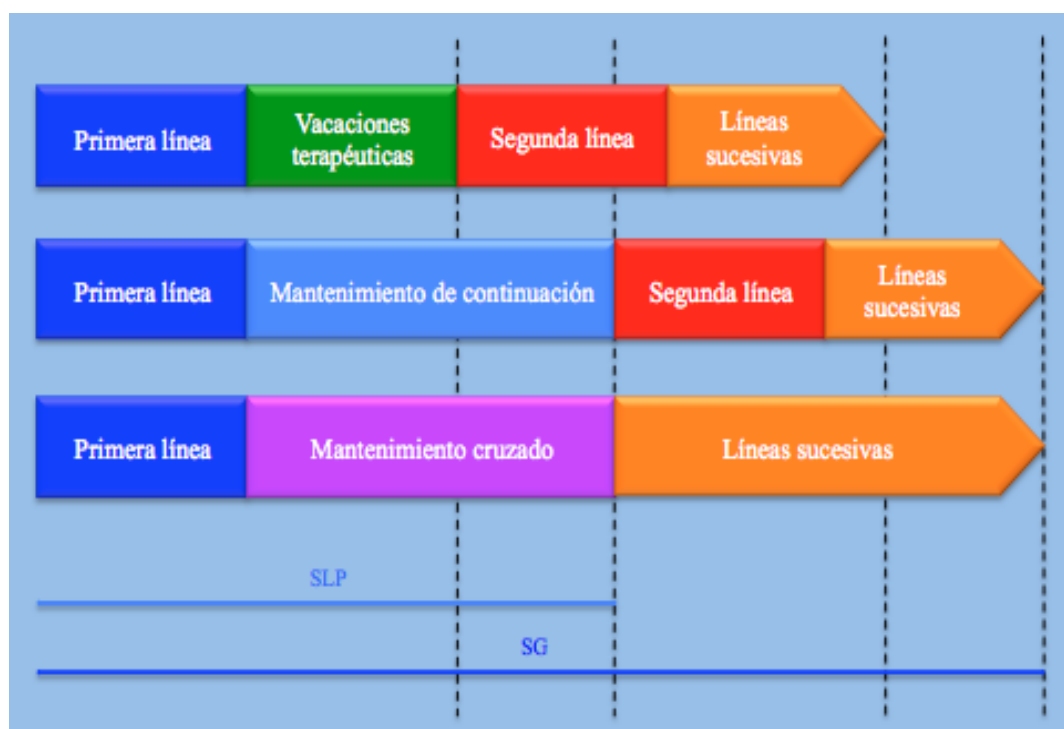 Primera línea
Vacaciones
terapéuticas
Segunda línea
Líneas
sucesivas
Primera línea
Mantenimiento de continuación
Segunda línea
Líneas
sucesivas
Primera línea
Mantenimiento cruzado
Líneas sucesivas
SLP
SG